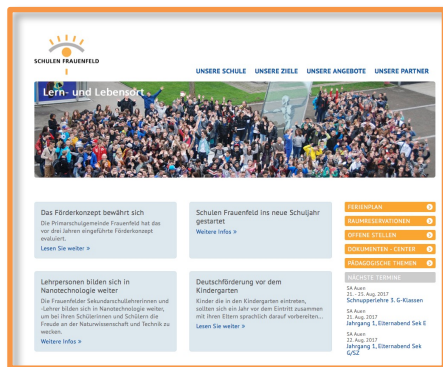 SCHULEN FRAUENFELD
UNSERE SCHULE UNSERE ZIELE UNSERE ANGEBOTE UNSERE PARTNER
Lern- und Lebensort
Das Förderkonzept bewährt sich
Die Primarschulgemeinde Frauenfeld hat das
vor drei Jahren eingeführte Förderkonzept
evaluiert.
Lesen Sie weiter »
Schulen Frauenfeld ins neue Schuljahr
gestartet
Weitere Infos »
Lehrpersonen bilden sich in
Nanotechnologie weiter
Die Frauenfelder Sekundarschullehrerinnen und
-Lehrer bilden sich in Nanotechnologie weiter,
um bei ihren Schülerinnen und Schülern die
Freude an der Naturwissenschaft und Technik zu
wecken.
Weitere Infos »
Deutschförderung vor dem
Kindergarten
Kinder die in den Kindergarten eintreten,
sollten sich ein Jahr vor dem Eintritt zusammen
mit ihren Eltern sprachlich darauf vorbereiten...
Lesen Sie weiter »
FERIENPLAN
RAUMRESERVATIONEN
OFFENE STELLEN
DOKUMENTEN - CENTER
PÄDAGOGISCHE THEMEN
NÄCHSTE TERMINE
SA Auen
21. - 23. Aug. 2017
Schnupperlehre 3. G-Klassen
SA Auen
21. Aug. 2017
Jahrgang 1, Elternabend Sek E
SA Auen
22. Aug. 2017
Jahrgang 1, Elternabend Sek
G/SZ